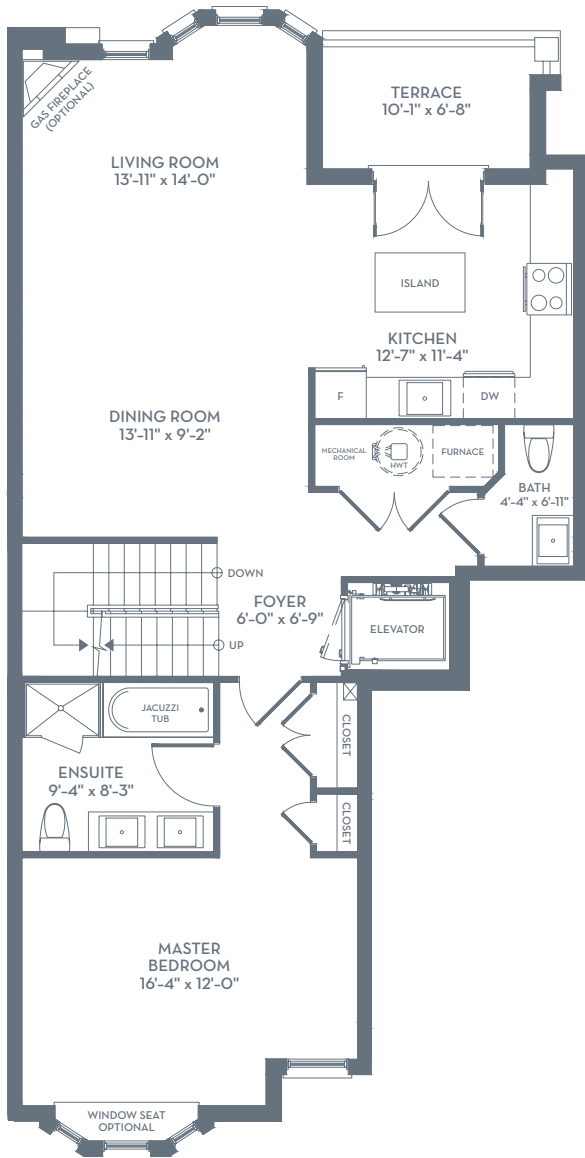 GAS FIREPLACE
(OPTIONAL)
TERRACE
10'-1" x 6'-8"
LIVING ROOM
13'-11" x 14'-0"
ISLAND
KITCHEN
12'-7" x 11'-4"
F
DW
DINING ROOM
13'-11" x 9'-2"
MECHANICAL
ROOM
HWT
FURNACE
BATH
4'-4" x 6'-11"
DOWN
FOYER
6'-0" x 6'-9"
UP
ELEVATOR
JACUZZI
TUB
CLOSET
ENSUITE
9'-4" x 8'-3"
CLOSET
MASTER
BEDROOM
16'-4" x 12'-0"
WINDOW SEAT
OPTIONAL